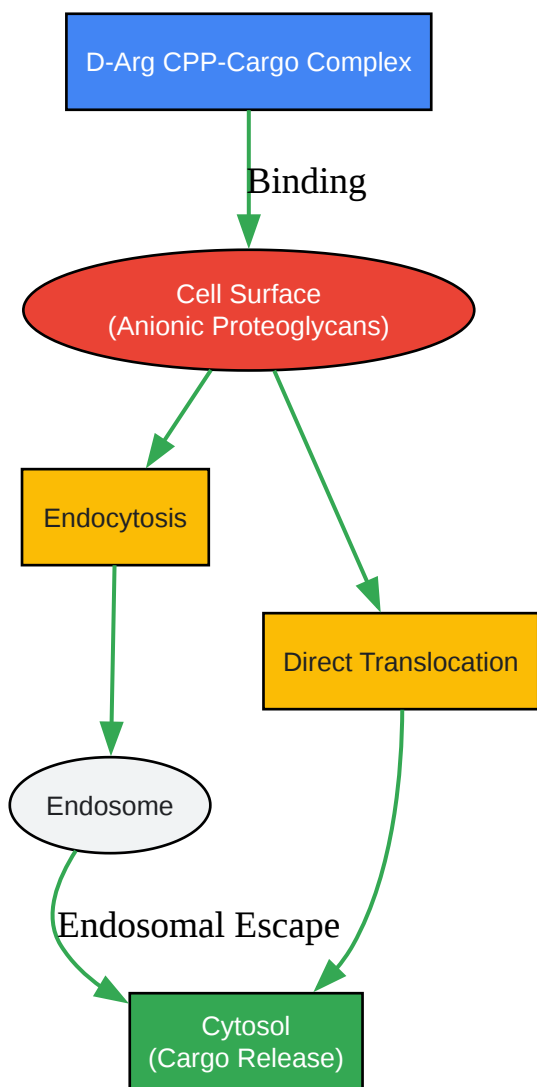 D-Arg CPP-Cargo Complex
Binding
Cell Surface
(Anionic Proteoglycans)
Endocytosis
Direct Translocation
Endosome
Endosomal Escape
Cytosol
(Cargo Release)